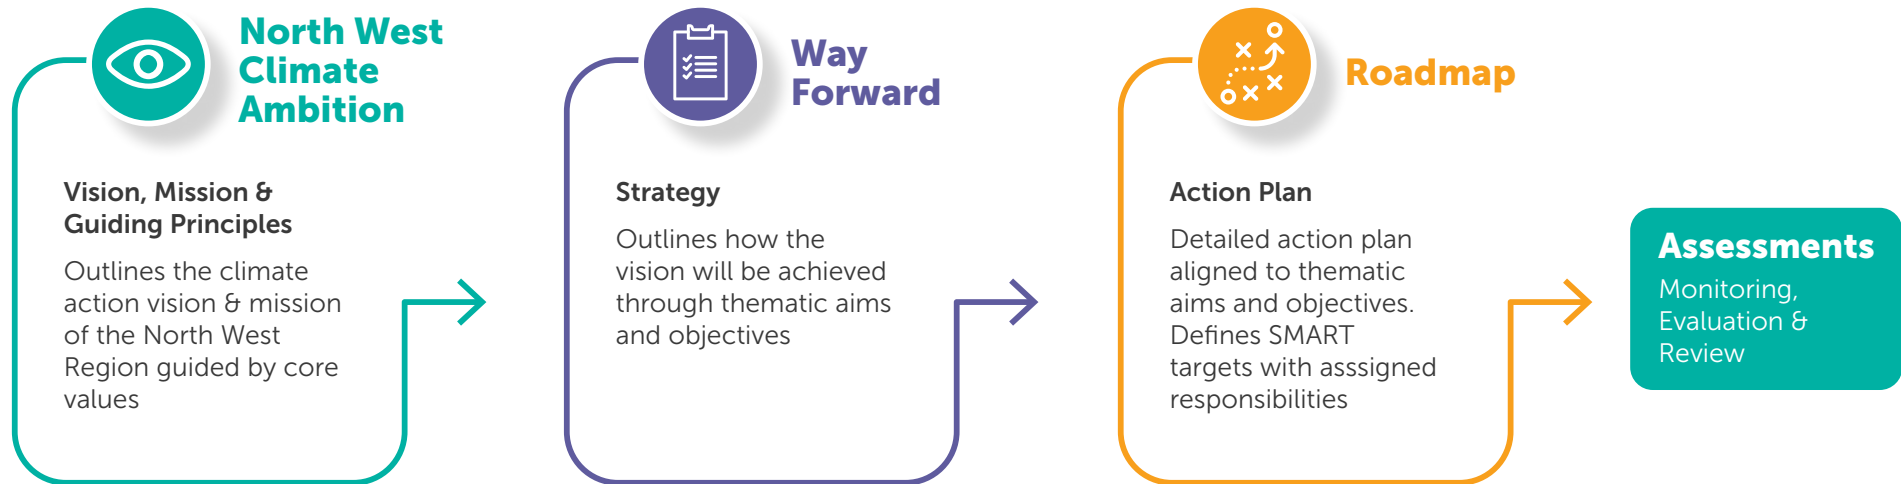 North West
Climate
Ambition
Vision, Mission &
Guiding Principles
Outlines the climate
action vision & mission
of the North West
Region guided by core
values
Way
Forward
Strategy
Outlines how the
vision will be achieved
through thematic aims
and objectives
Roadmap
Action Plan
Detailed action plan
aligned to thematic
aims and objectives.
Defines SMART
targets with asssigned
responsibilities
Assessments
Monitoring,
Evaluation &
Review